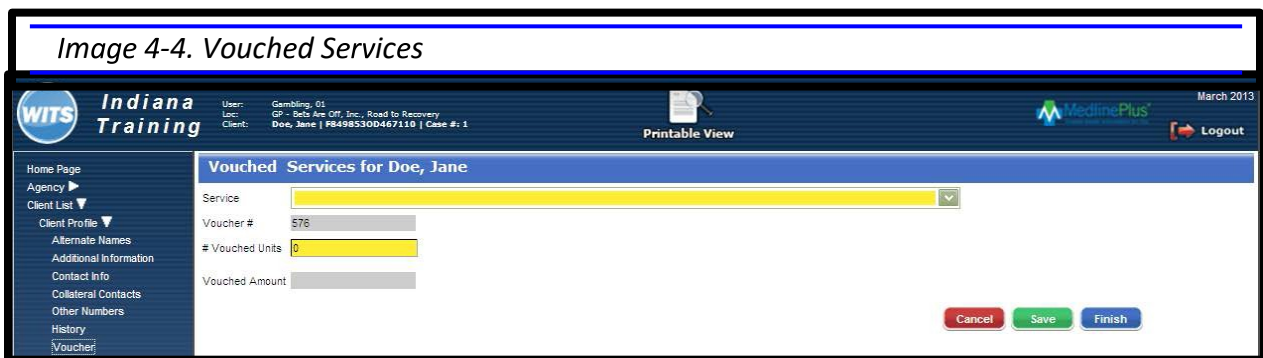 Image 4-4. Vouched Services
WITS
Indiana
Training
User: Gambling, 01
Loc: GP - Bets Are Off, Inc., Road to Recovery
Client: Doe, Jane | F849853OD467110 | Case #: 1
Printable View
MedlinePlus
March 2013
Logout
Home Page
Agency
Client List
Client Profile
Alternate Names
Additional Information
Contact Info
Collateral Contacts
Other Numbers
History
Voucher
Vouched Services for Doe, Jane
Service
Voucher # 576
# Vouched Units 0
Vouched Amount
Cancel Save Finish